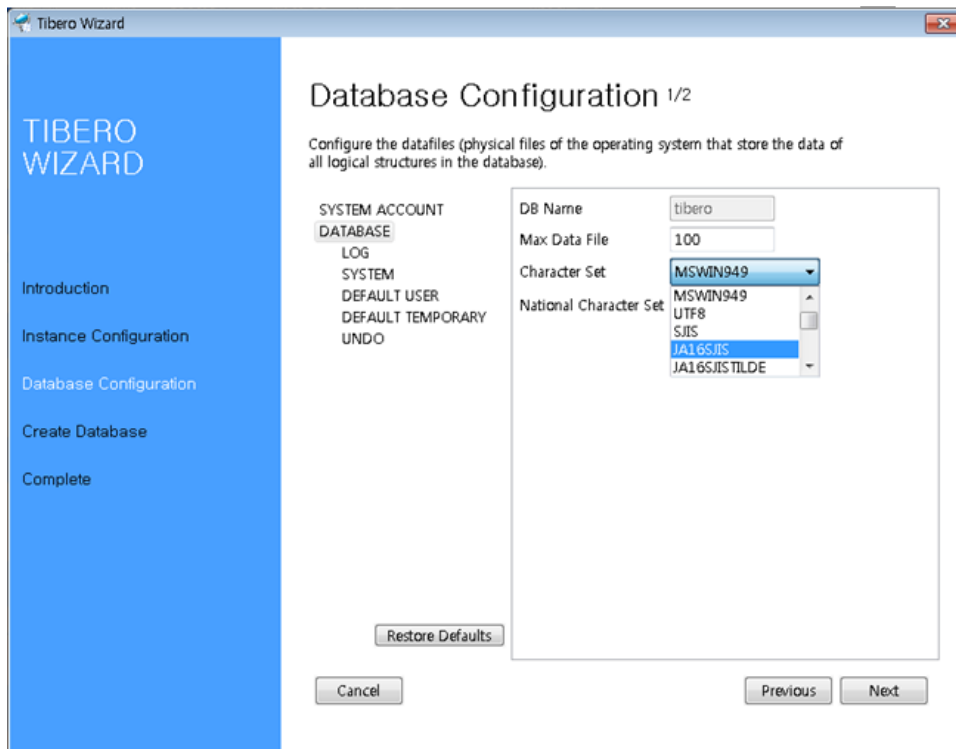 Tibero Wizard
TIBERO
WIZARD
Introduction
Instance Configuration
Database Configuration
Create Database
Complete
Database Configuration 1/2
Configure the datafiles (physical files of the operating system that store the data of
all logical structures in the database).
SYSTEM ACCOUNT
DATABASE
LOG
SYSTEM
DEFAULT USER
DEFAULT TEMPORARY
UNDO
Restore Defaults
DB Name tibero
Max Data File 100
Character Set MSWIN949
National Character Set
MSWIN949
UTF8
SJIS
JA16SJIS
JA16SJISTILDE
Cancel
Previous
Next